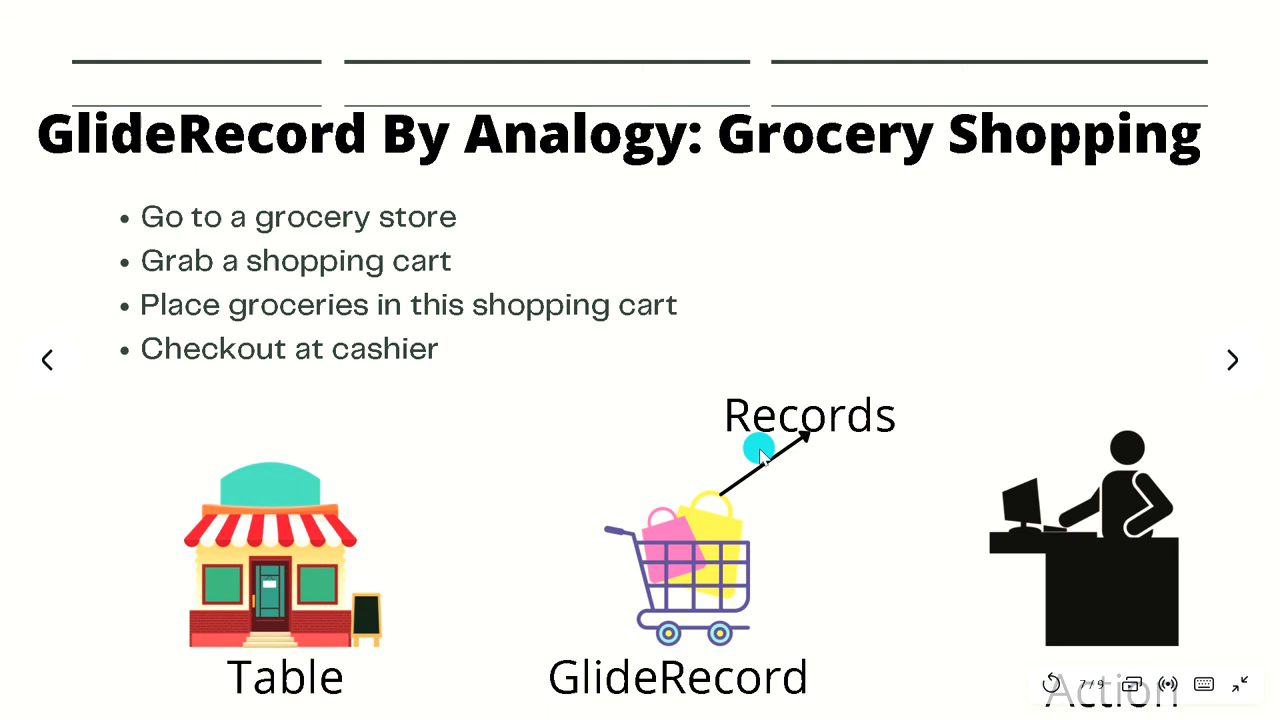 GlideRecord By Analogy: Grocery Shopping
• Go to a grocery store
• Grab a shopping cart
• Place groceries in this shopping cart
• Checkout at cashier
Records
Table
GlideRecord
Action
7 / 9